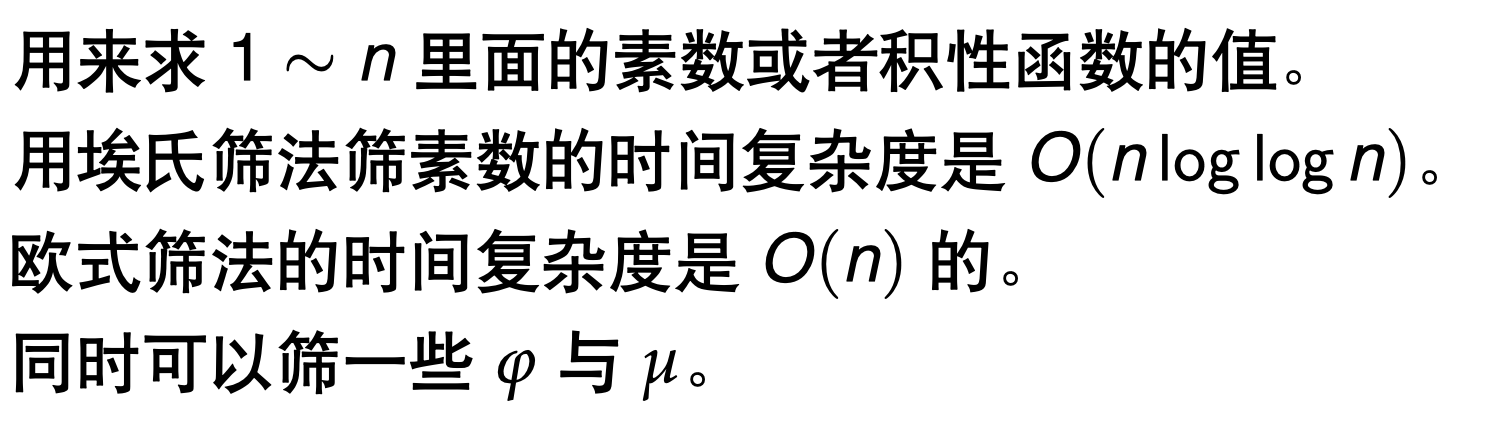 用来求 1 ∼ n 里面的素数或者积性函数的值。
用埃氏筛法筛素数的时间复杂度是 O(n log log n)。
欧式筛法的时间复杂度是 O(n) 的。
同时可以筛一些 φ 与 μ。